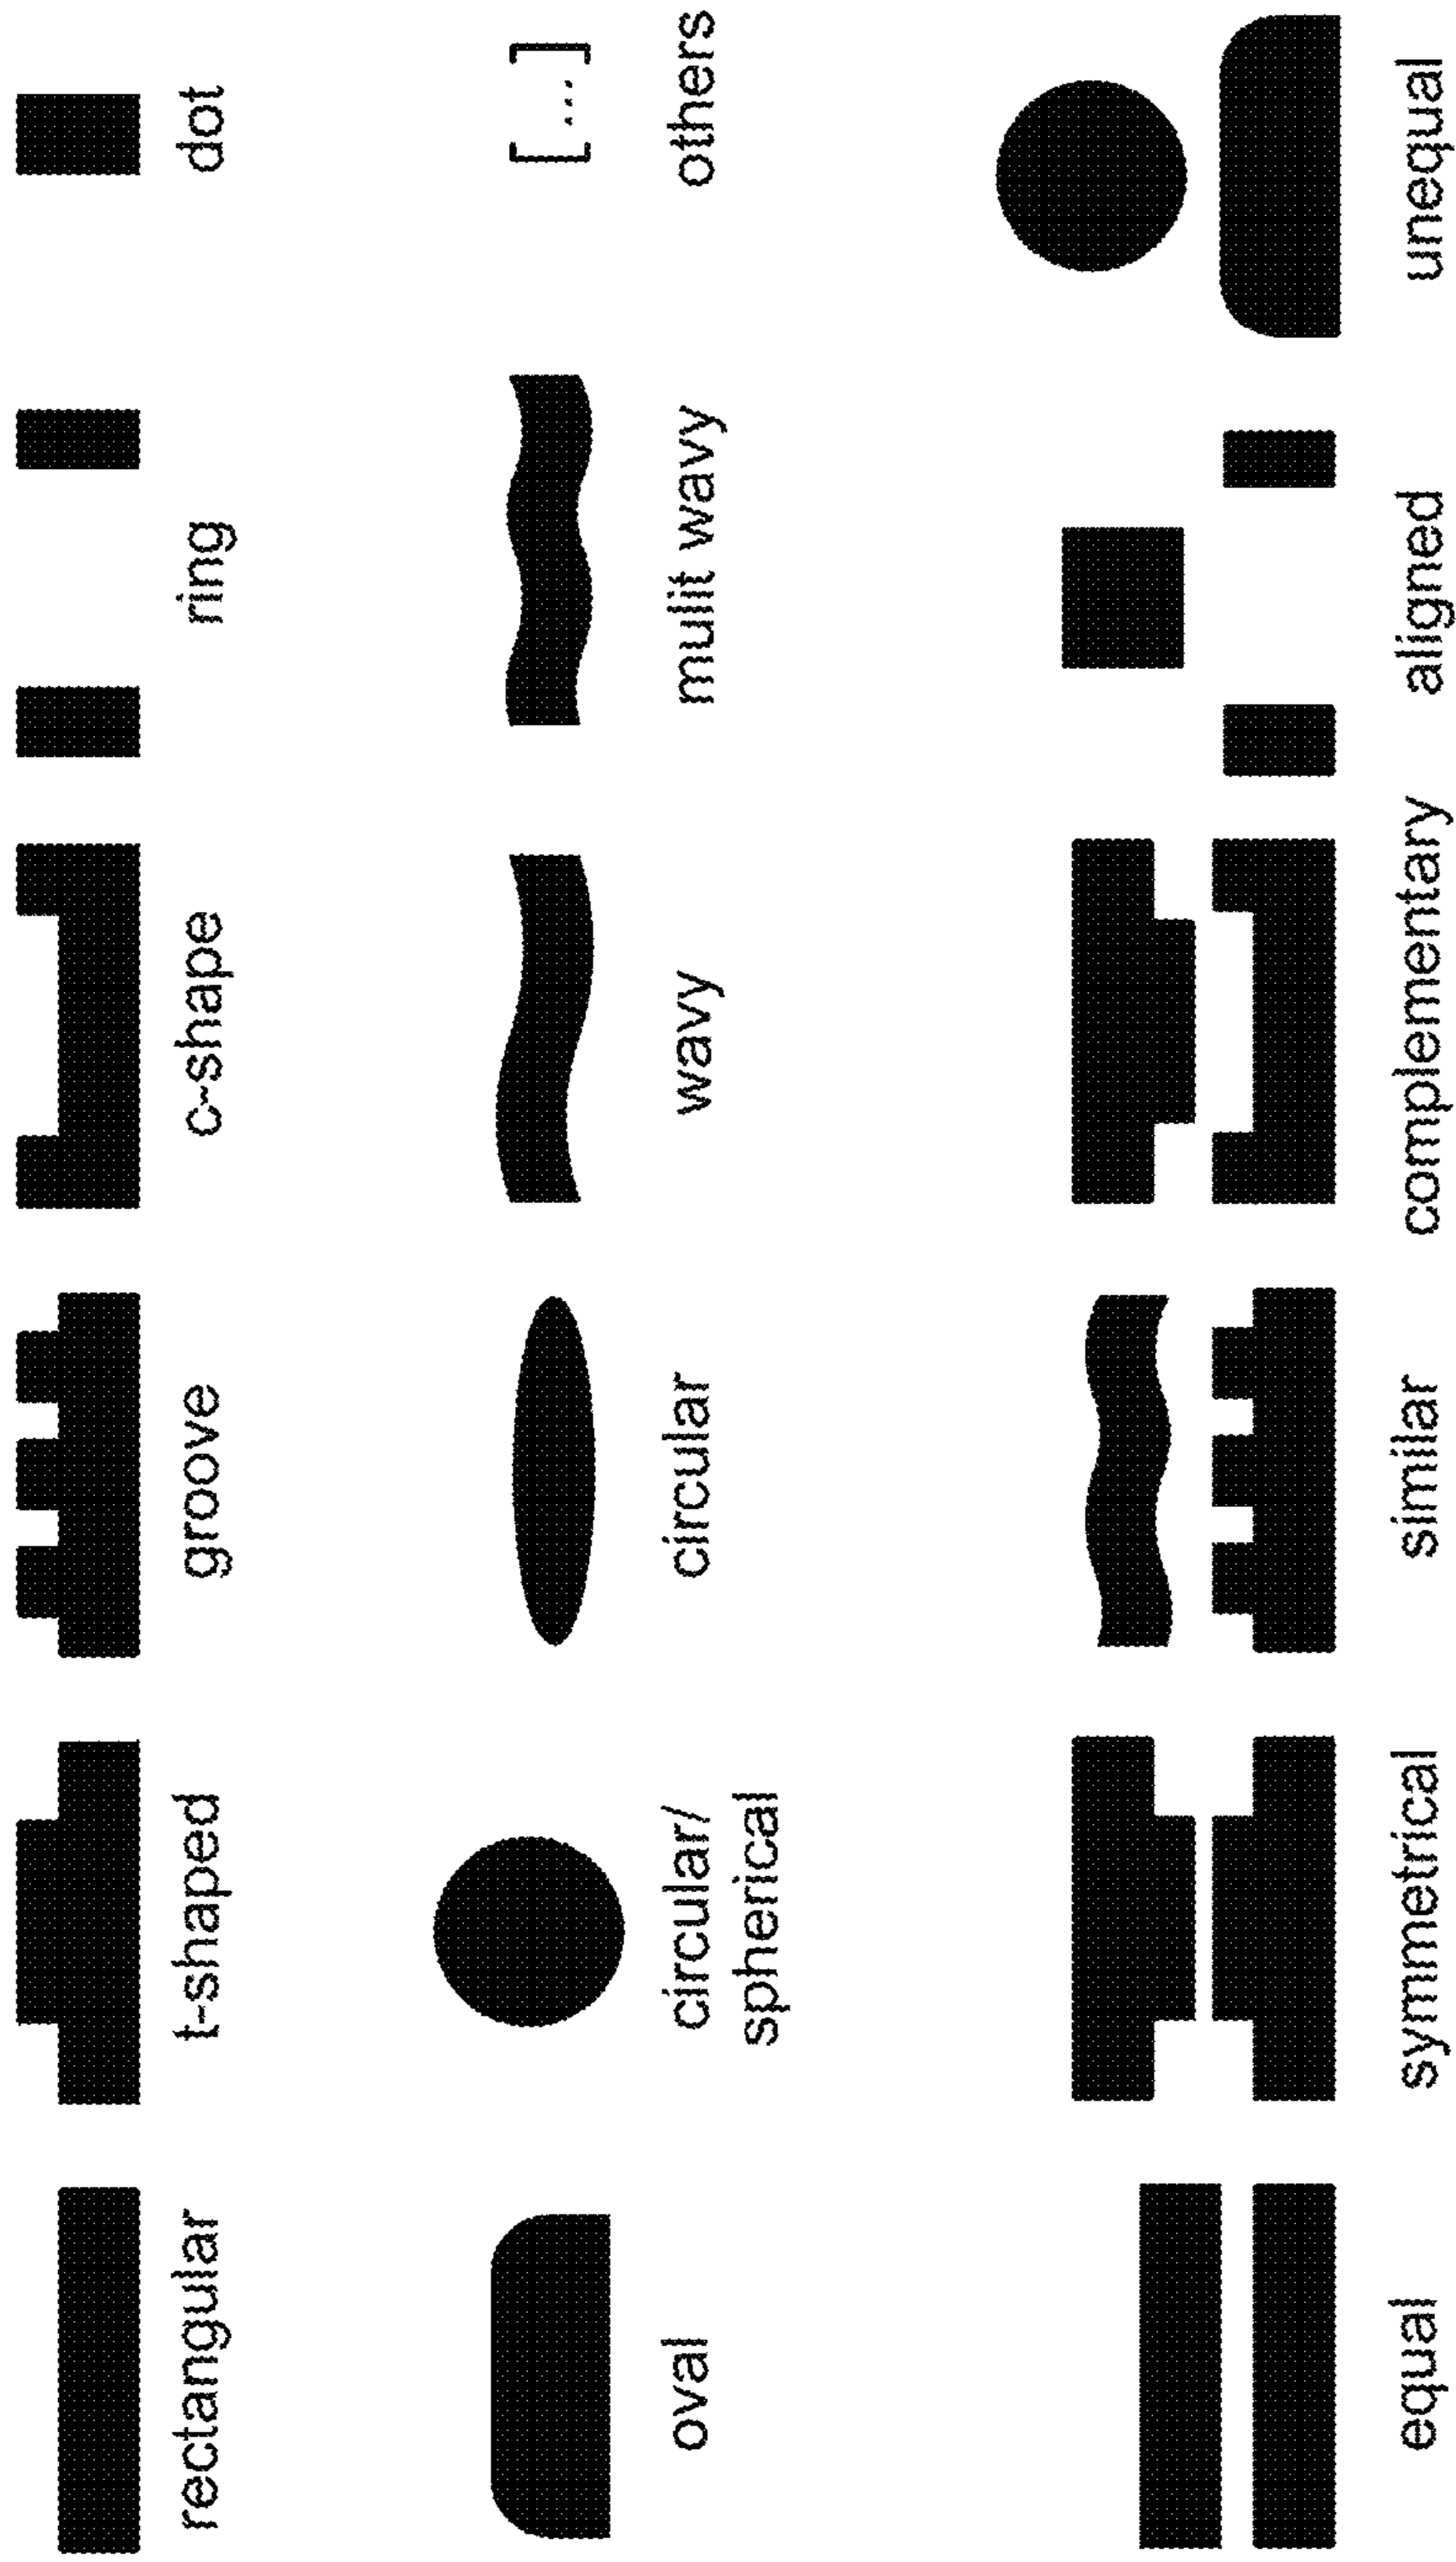 rectangular
t-shaped
groove
c-shape
ring
dot
oval
circular/
spherical
circular
wavy
mulit wavy
[...]
others
equal
symmetrical
similar
complementary
aligned
unequal